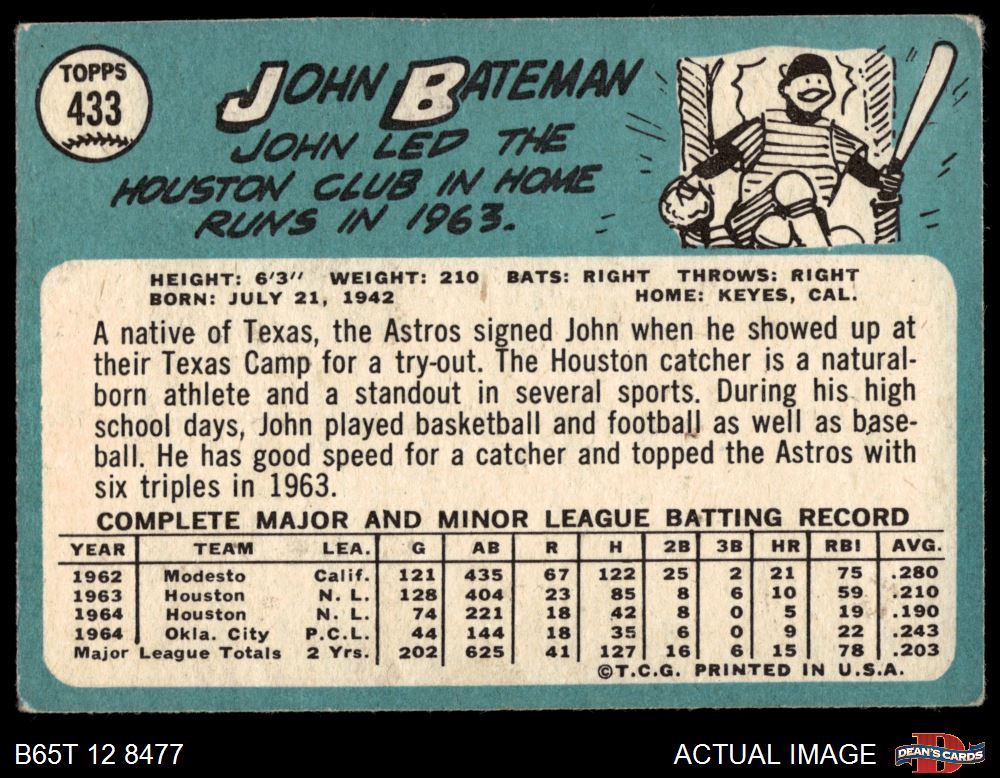 TOPPS
433
JOHN BATEMAN
JOHN LED THE
HOUSTON CLUB IN HOME
RUNS IN 1963.
HEIGHT: 6'3" WEIGHT: 210 BATS: RIGHT THROWS: RIGHT
BORN: JULY 21, 1942 HOME: KEYES, CAL.
A native of Texas, the Astros signed John when he showed up at
their Texas Camp for a try-out. The Houston catcher is a natural-
born athlete and a standout in several sports. During his high
school days, John played basketball and football as well as base-
ball. He has good speed for a catcher and topped the Astros with
six triples in 1963.
COMPLETE MAJOR AND MINOR LEAGUE BATTING RECORD
YEAR TEAM LEA. G AB R H 2B 3B HR RBI AVG.
1962 Modesto Calif. 121 435 67 122 25 2 21 75 .280
1963 Houston N. L. 128 404 23 85 8 6 10 59 .210
1964 Houston N. L. 74 221 18 42 8 0 5 19 .190
1964 Okla. City P.C.L. 44 144 18 35 6 0 9 22 .243
Major League Totals 2 Yrs. 202 625 41 127 16 6 15 78 .203
©T.C.G. PRINTED IN U.S.A.
B65T 12 8477 ACTUAL IMAGE
DEAN'S CARDS